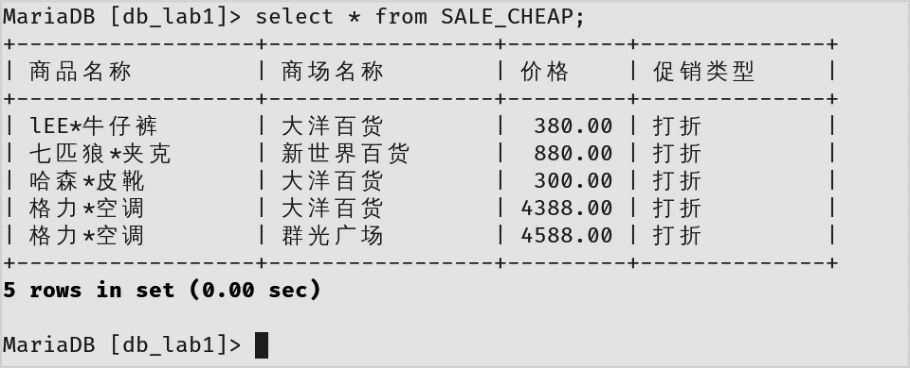 MariaDB [db_lab1]> select * from SALE_CHEAP;
+-------------------+------------------+---------+--------------+
| 商品名称 | 商场名称 | 价格 | 促销类型 |
+-------------------+------------------+---------+--------------+
| lEE*牛仔裤 | 大洋百货 | 380.00 | 打折 |
| 七匹狼*夹克 | 新世界百货 | 880.00 | 打折 |
| 哈森*皮靴 | 大洋百货 | 300.00 | 打折 |
| 格力*空调 | 大洋百货 | 4388.00 | 打折 |
| 格力*空调 | 群光广场 | 4588.00 | 打折 |
+-------------------+------------------+---------+--------------+
5 rows in set (0.00 sec)
MariaDB [db_lab1]>